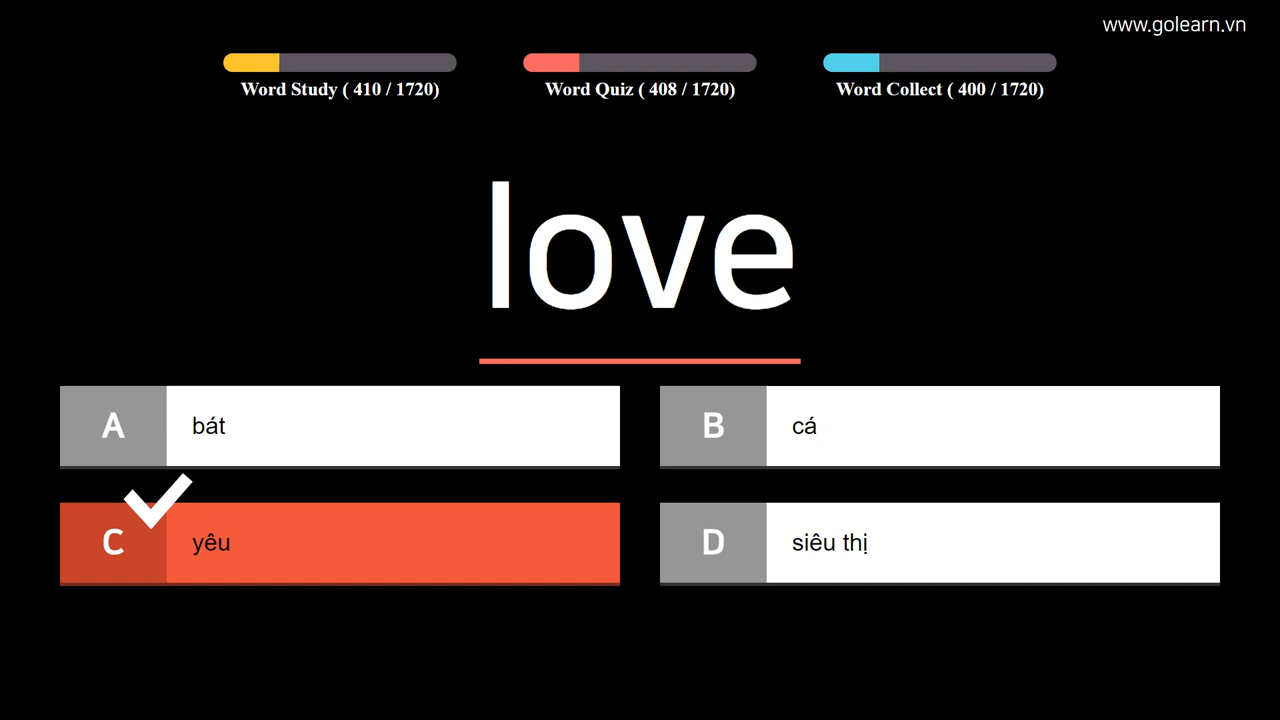 www.golearn.vn
Word Study ( 410 / 1720)
Word Quiz ( 408 / 1720)
Word Collect ( 400 / 1720)
love
A bát
B cá
C yêu
D siêu thị